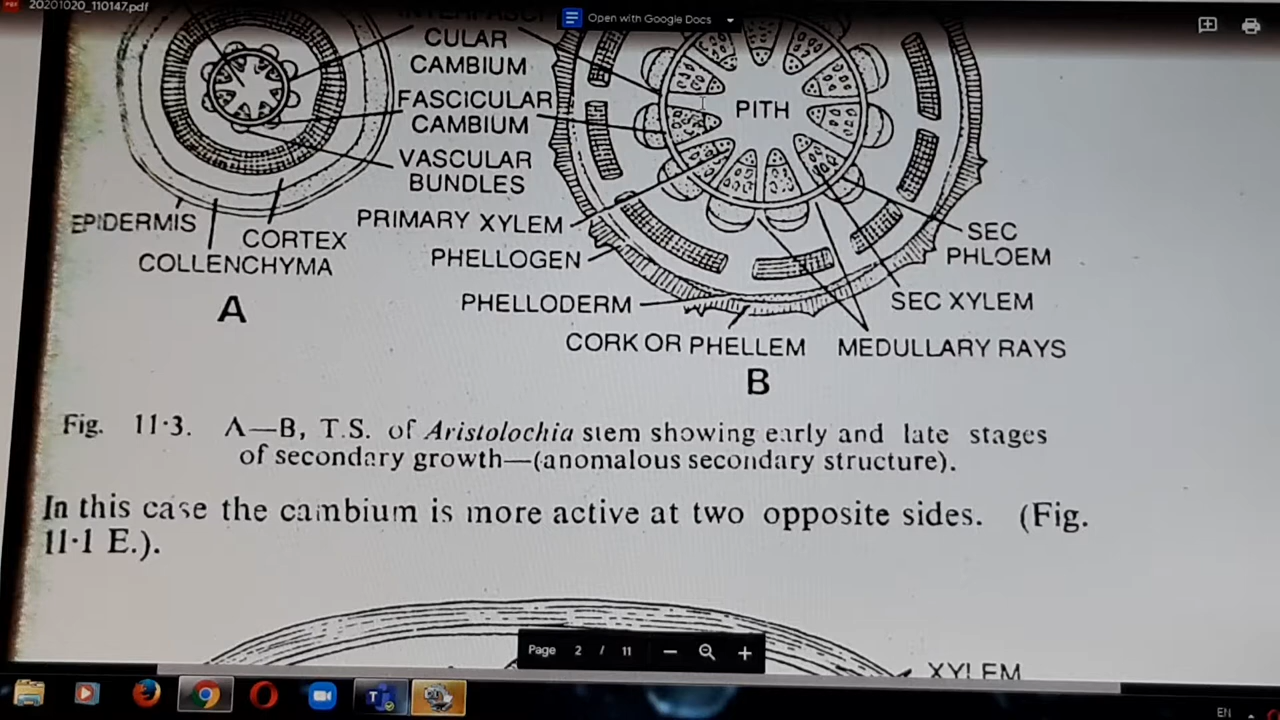 20201020_110147.pdf
Open with Google Docs
CULAR
CAMBIUM
FASCICULAR
CAMBIUM
VASCULAR
BUNDLES
PITH
EPIDERMIS
CORTEX
COLLENCHYMA
PRIMARY XYLEM
PHELLOGEN
PHELLODERM
CORK OR PHELLEM
SEC
PHLOEM
SEC XYLEM
MEDULLARY RAYS
A
B
Fig. 11·3. A—B, T.S. of Aristolochia stem showing early and late stages
of secondary growth—(anomalous secondary structure).
In this case the cambium is more active at two opposite sides. (Fig.
11·1 E.).
Page 2 / 11
XYLEM
EN